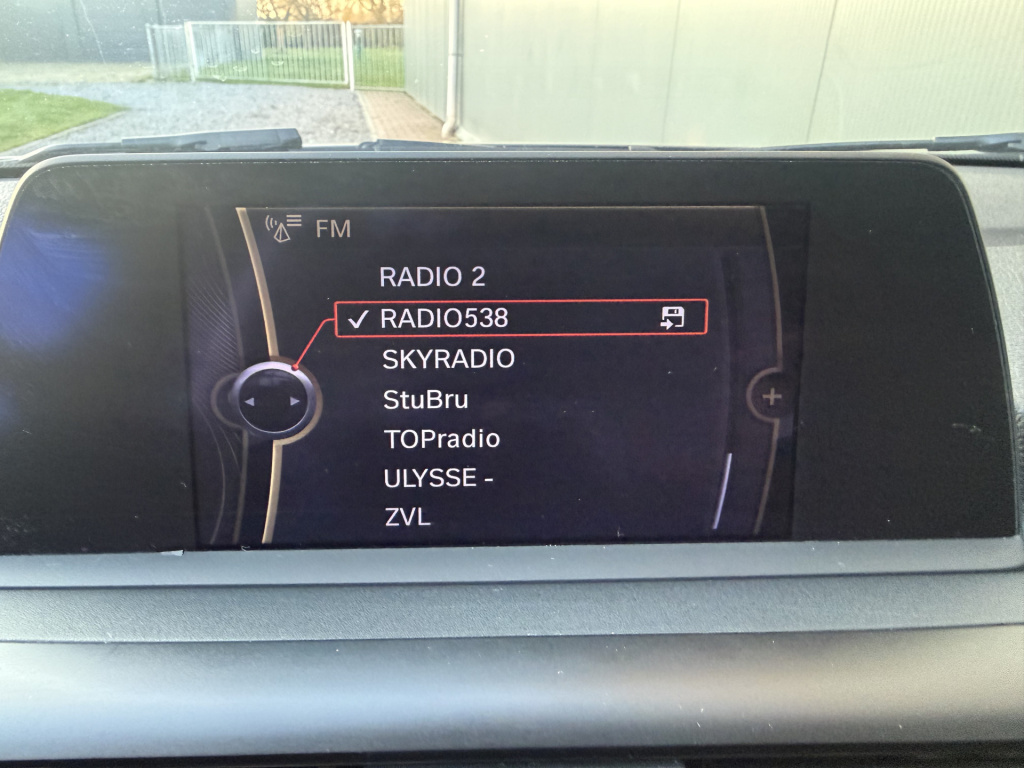 FM
RADIO 2
RADIO538
SKYRADIO
StuBru
TOPradio
ULYSSE -
ZVL